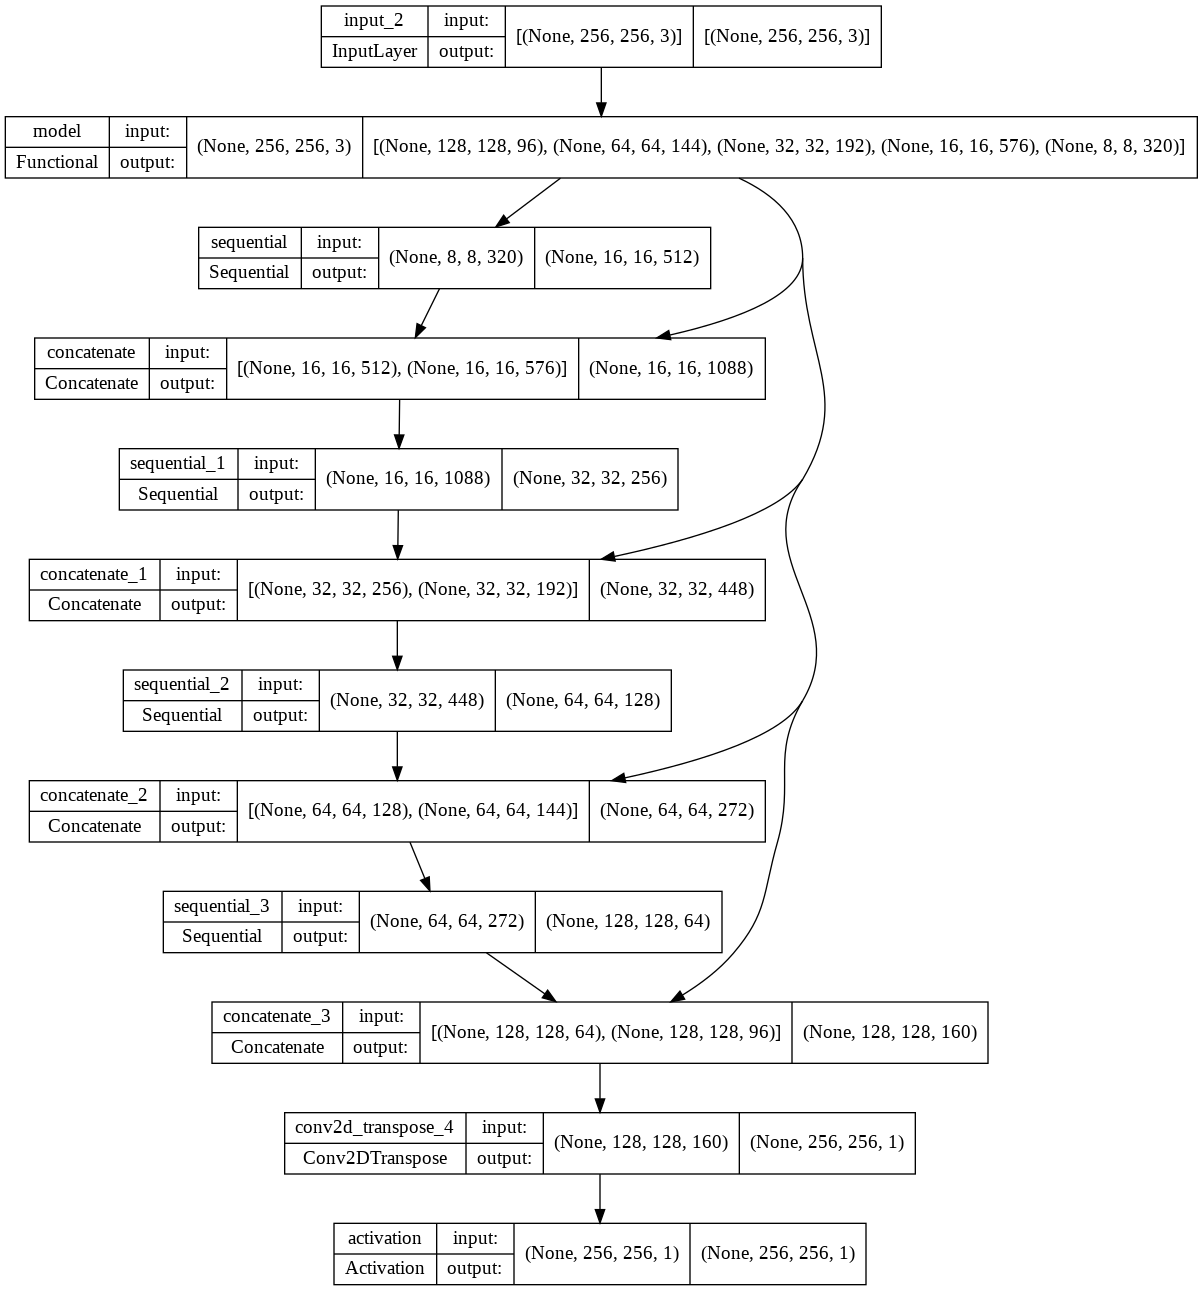 input_2 input: [(None, 256, 256, 3)] [(None, 256, 256, 3)]
InputLayer output:
model input: (None, 256, 256, 3) [(None, 128, 128, 96), (None, 64, 64, 144), (None, 32, 32, 192), (None, 16, 16, 576), (None, 8, 8, 320)]
Functional output:
sequential input: (None, 8, 8, 320) (None, 16, 16, 512)
Sequential output:
concatenate input: [(None, 16, 16, 512), (None, 16, 16, 576)] (None, 16, 16, 1088)
Concatenate output:
sequential_1 input: (None, 16, 16, 1088) (None, 32, 32, 256)
Sequential output:
concatenate_1 input: [(None, 32, 32, 256), (None, 32, 32, 192)] (None, 32, 32, 448)
Concatenate output:
sequential_2 input: (None, 32, 32, 448) (None, 64, 64, 128)
Sequential output:
concatenate_2 input: [(None, 64, 64, 128), (None, 64, 64, 144)] (None, 64, 64, 272)
Concatenate output:
sequential_3 input: (None, 64, 64, 272) (None, 128, 128, 64)
Sequential output:
concatenate_3 input: [(None, 128, 128, 64), (None, 128, 128, 96)] (None, 128, 128, 160)
Concatenate output:
conv2d_transpose_4 input: (None, 128, 128, 160) (None, 256, 256, 1)
Conv2DTranspose output:
activation input: (None, 256, 256, 1) (None, 256, 256, 1)
Activation output: